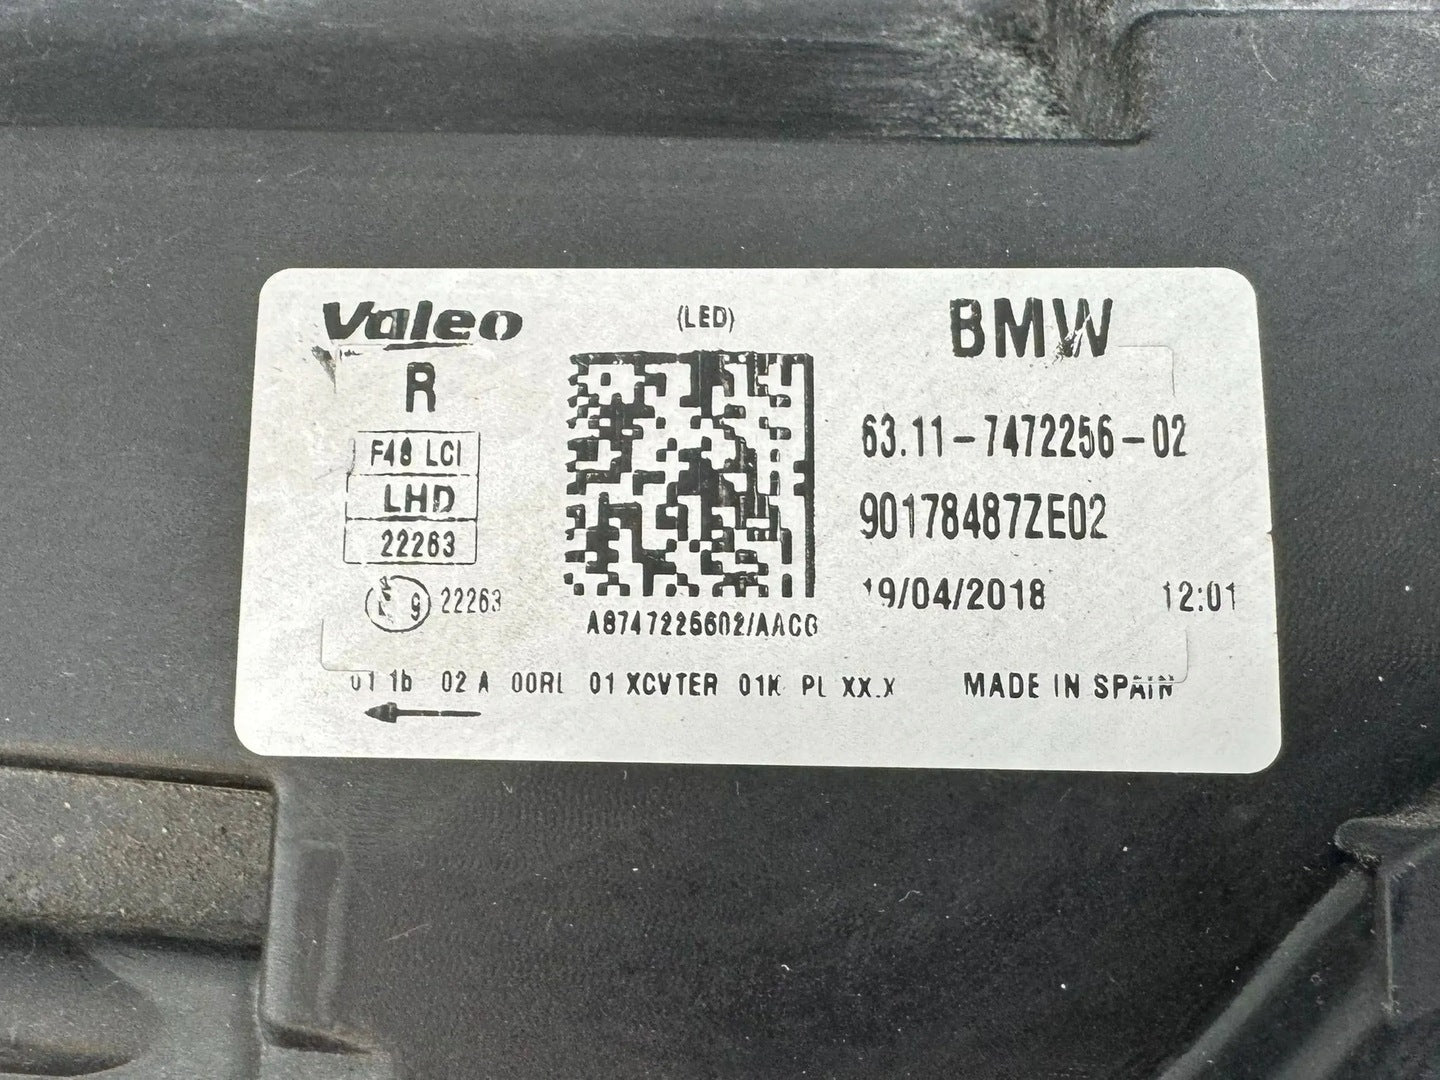 Valeo
(LED)
BMW
R
F48 LCI
LHD
22263
22263
A8747225602/AACG
63.11-7472256-02
90178487ZE02
19/04/2018 12:01
01 1b 02 A 00RL 01 XCVTER 01K PL XX.X MADE IN SPAIN